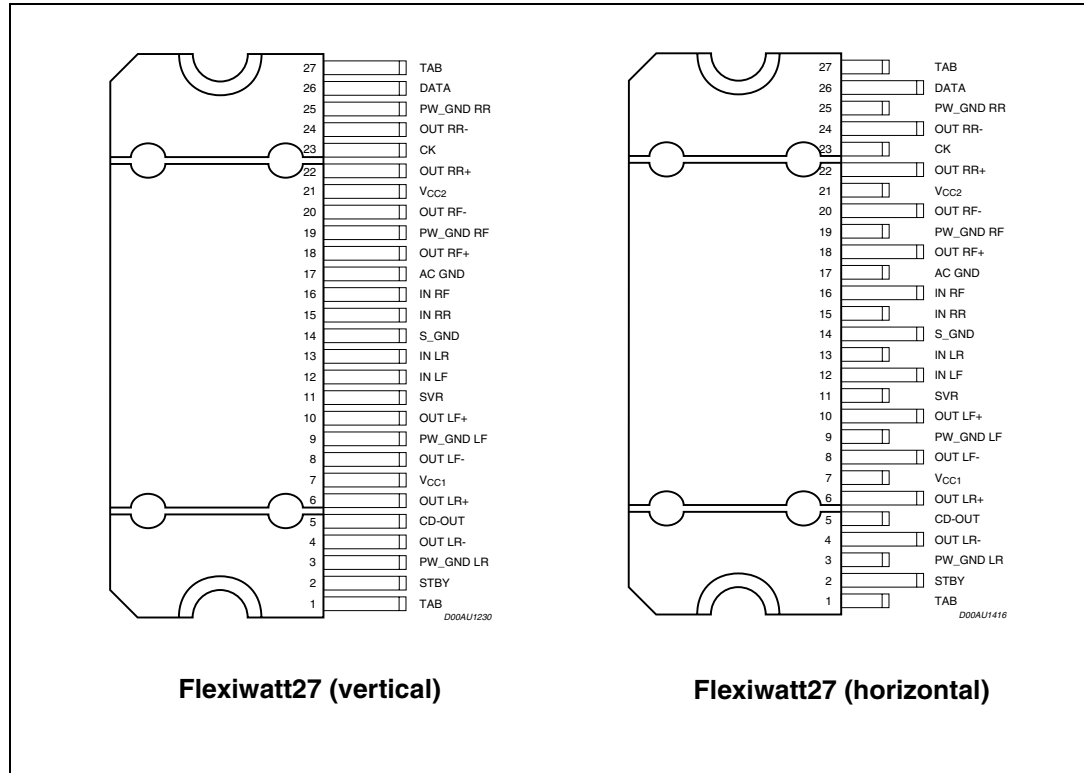 27 TAB
26 DATA
25 PW_GND RR
24 OUT RR-
23 CK
22 OUT RR+
21 VCC2
20 OUT RF-
19 PW_GND RF
18 OUT RF+
17 AC GND
16 IN RF
15 IN RR
14 S_GND
13 IN LR
12 IN LF
11 SVR
10 OUT LF+
9 PW_GND LF
8 OUT LF-
7 VCC1
6 OUT LR+
5 CD-OUT
4 OUT LR-
3 PW_GND LR
2 STBY
1 TAB
D00AU1230
Flexiwatt27 (vertical)
27 TAB
26 DATA
25 PW_GND RR
24 OUT RR-
23 CK
22 OUT RR+
21 VCC2
20 OUT RF-
19 PW_GND RF
18 OUT RF+
17 AC GND
16 IN RF
15 IN RR
14 S_GND
13 IN LR
12 IN LF
11 SVR
10 OUT LF+
9 PW_GND LF
8 OUT LF-
7 VCC1
6 OUT LR+
5 CD-OUT
4 OUT LR-
3 PW_GND LR
2 STBY
1 TAB
D00AU1416
Flexiwatt27 (horizontal)